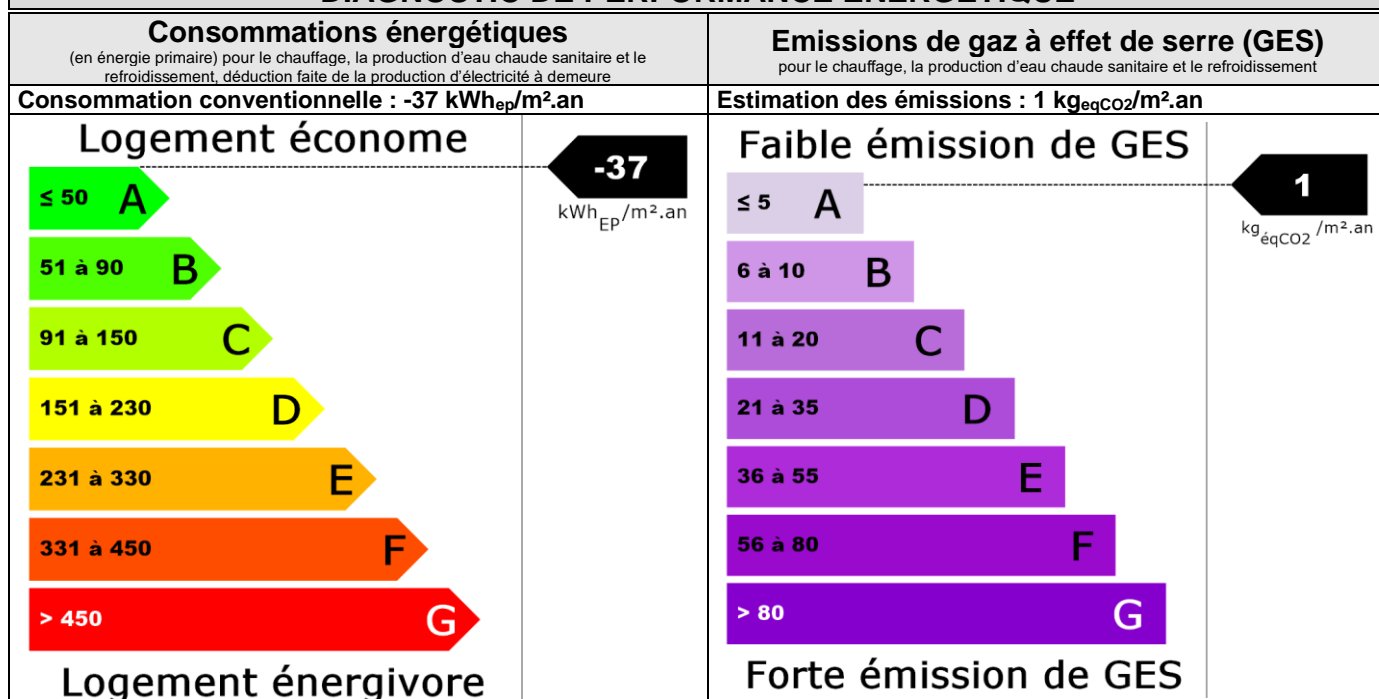 DIAGNOSTIC DE PERFORMANCE ÉNERGÉTIQUE
Consommations énergétiques
(en énergie primaire) pour le chauffage, la production d'eau chaude sanitaire et le
refroidissement, déduction faite de la production d'électricité à demeure
Consommation conventionnelle : -37 kWhep/m².an
Logement économe
-37
kWhEP/m².an
≤ 50 A
51 à 90 B
91 à 150 C
151 à 230 D
231 à 330 E
331 à 450 F
> 450 G
Logement énergivore
Emissions de gaz à effet de serre (GES)
pour le chauffage, la production d'eau chaude sanitaire et le refroidissement
Estimation des émissions : 1 kgeqCO2/m².an
Faible émission de GES
1
kgéqCO2 /m².an
≤ 5 A
6 à 10 B
11 à 20 C
21 à 35 D
36 à 55 E
56 à 80 F
> 80 G
Forte émission de GES